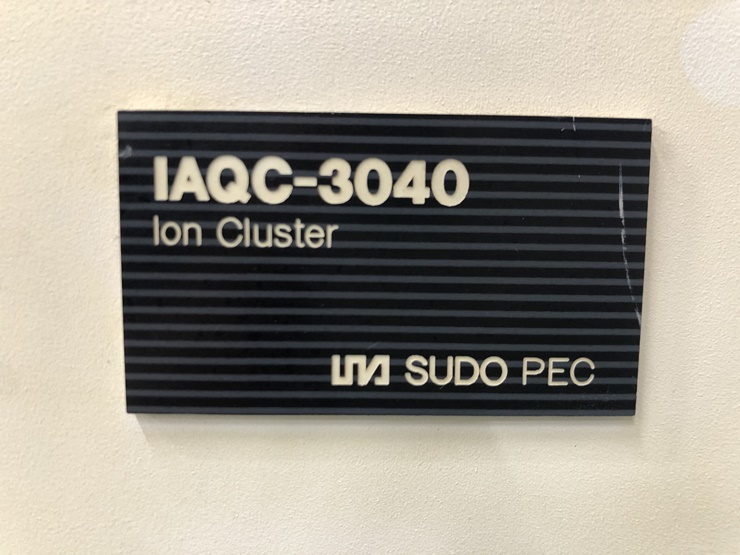 IAQC-3040
Ion Cluster
SUDO PEC